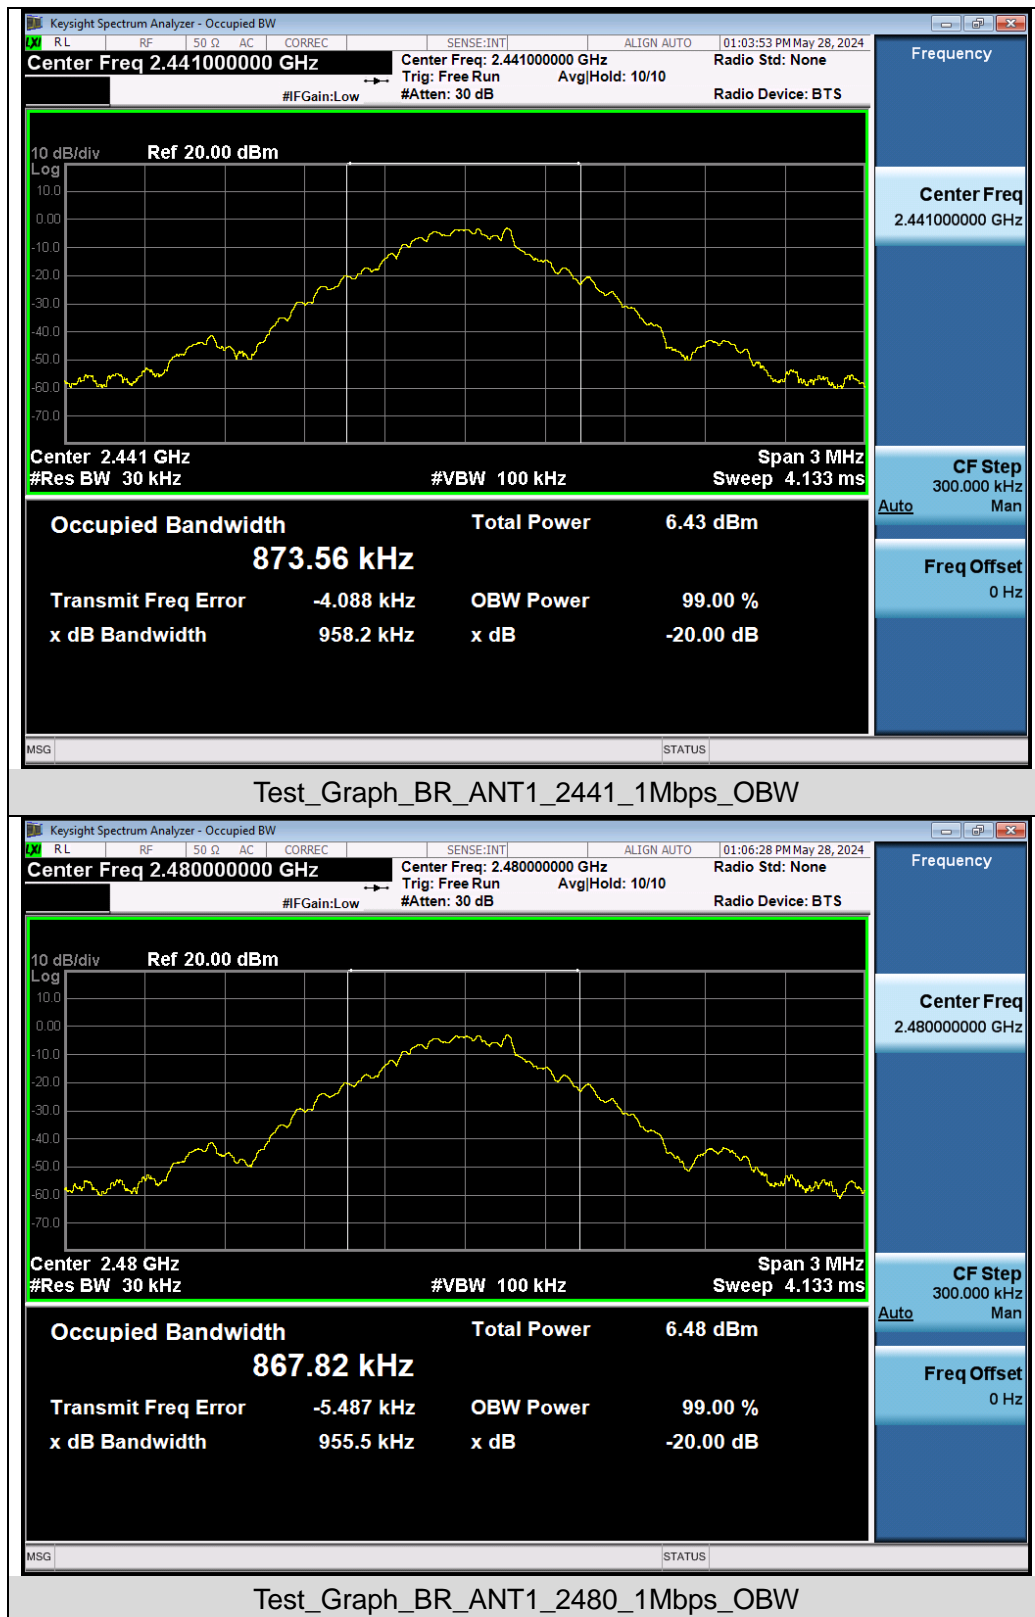 Keysight Spectrum Analyzer - Occupied BW
LXI RL RF 50 Ω AC CORREC SENSE:INT ALIGN AUTO 01:03:53 PM May 28, 2024
Center Freq 2.441000000 GHz
Center Freq: 2.441000000 GHz
Radio Std: None
Trig: Free Run Avg|Hold: 10/10
#IFGain:Low #Atten: 30 dB Radio Device: BTS
Frequency
10 dB/div Ref 20.00 dBm
Log
10.0
0.00
-10.0
-20.0
-30.0
-40.0
-50.0
-60.0
-70.0
Center Freq
2.441000000 GHz
Center 2.441 GHz Span 3 MHz
#Res BW 30 kHz #VBW 100 kHz Sweep 4.133 ms
CF Step
300.000 kHz
Auto Man
Occupied Bandwidth Total Power 6.43 dBm
873.56 kHz
Transmit Freq Error -4.088 kHz OBW Power 99.00 %
x dB Bandwidth 958.2 kHz x dB -20.00 dB
Freq Offset
0 Hz
MSG STATUS
Test_Graph_BR_ANT1_2441_1Mbps_OBW
Keysight Spectrum Analyzer - Occupied BW
LXI RL RF 50 Ω AC CORREC SENSE:INT ALIGN AUTO 01:06:28 PM May 28, 2024
Center Freq 2.480000000 GHz
Center Freq: 2.480000000 GHz
Radio Std: None
Trig: Free Run Avg|Hold: 10/10
#IFGain:Low #Atten: 30 dB Radio Device: BTS
Frequency
10 dB/div Ref 20.00 dBm
Log
10.0
0.00
-10.0
-20.0
-30.0
-40.0
-50.0
-60.0
-70.0
Center Freq
2.480000000 GHz
Center 2.48 GHz Span 3 MHz
#Res BW 30 kHz #VBW 100 kHz Sweep 4.133 ms
CF Step
300.000 kHz
Auto Man
Occupied Bandwidth Total Power 6.48 dBm
867.82 kHz
Transmit Freq Error -5.487 kHz OBW Power 99.00 %
x dB Bandwidth 955.5 kHz x dB -20.00 dB
Freq Offset
0 Hz
MSG STATUS
Test_Graph_BR_ANT1_2480_1Mbps_OBW